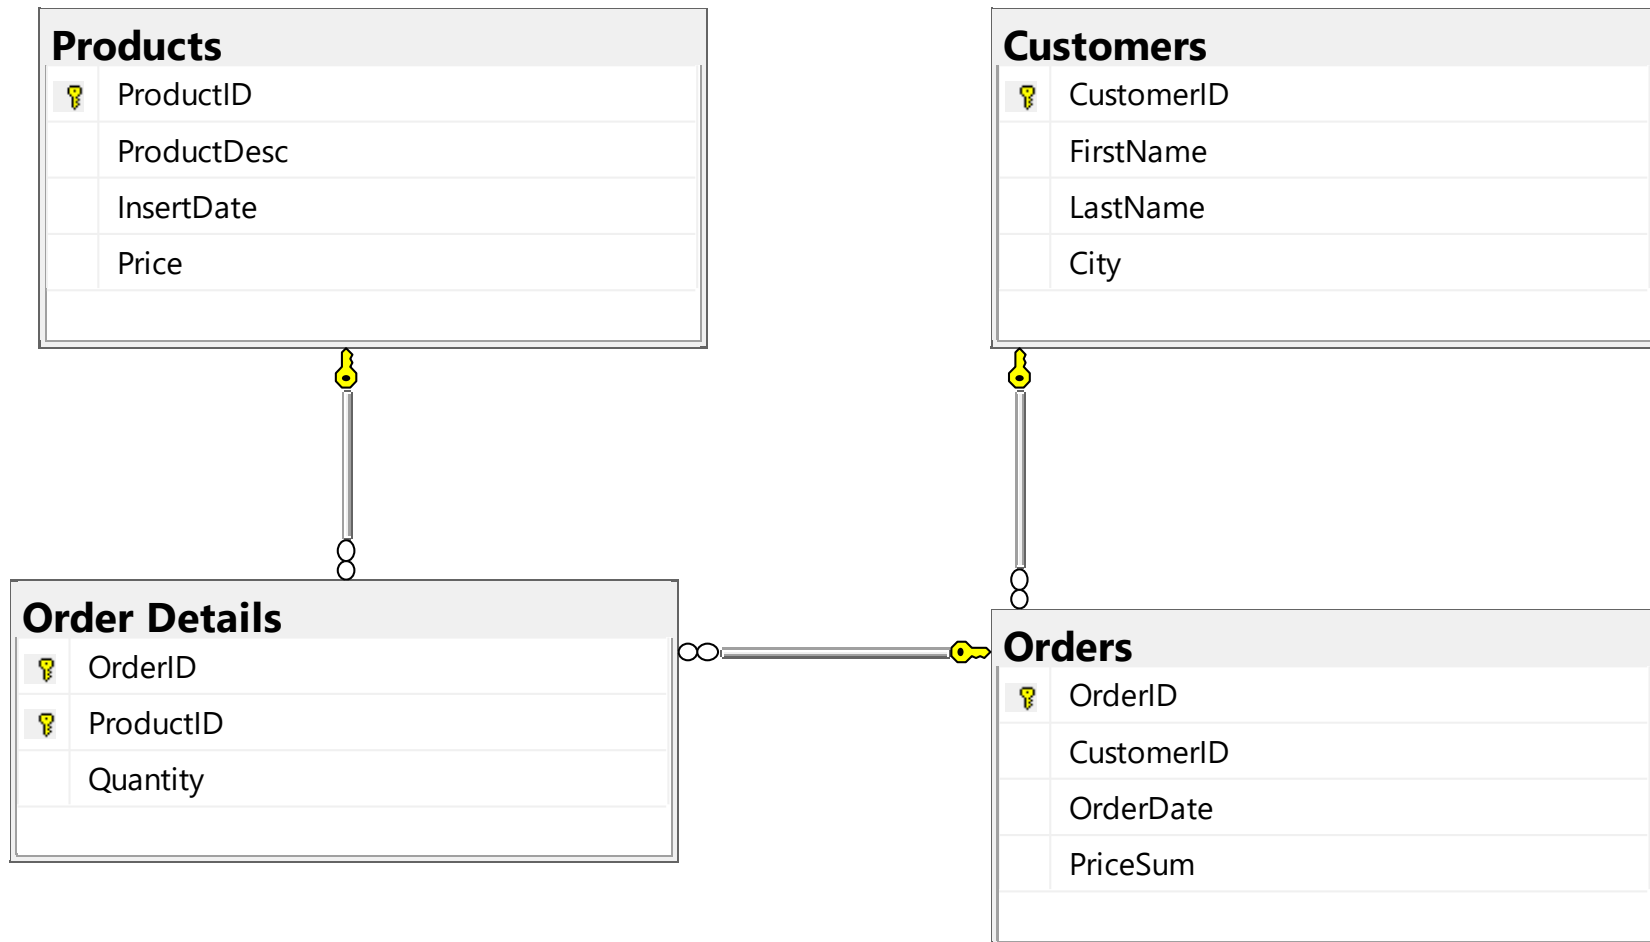 Products
ProductID
ProductDesc
InsertDate
Price
Customers
CustomerID
FirstName
LastName
City
Order Details
OrderID
ProductID
Quantity
Orders
OrderID
CustomerID
OrderDate
PriceSum